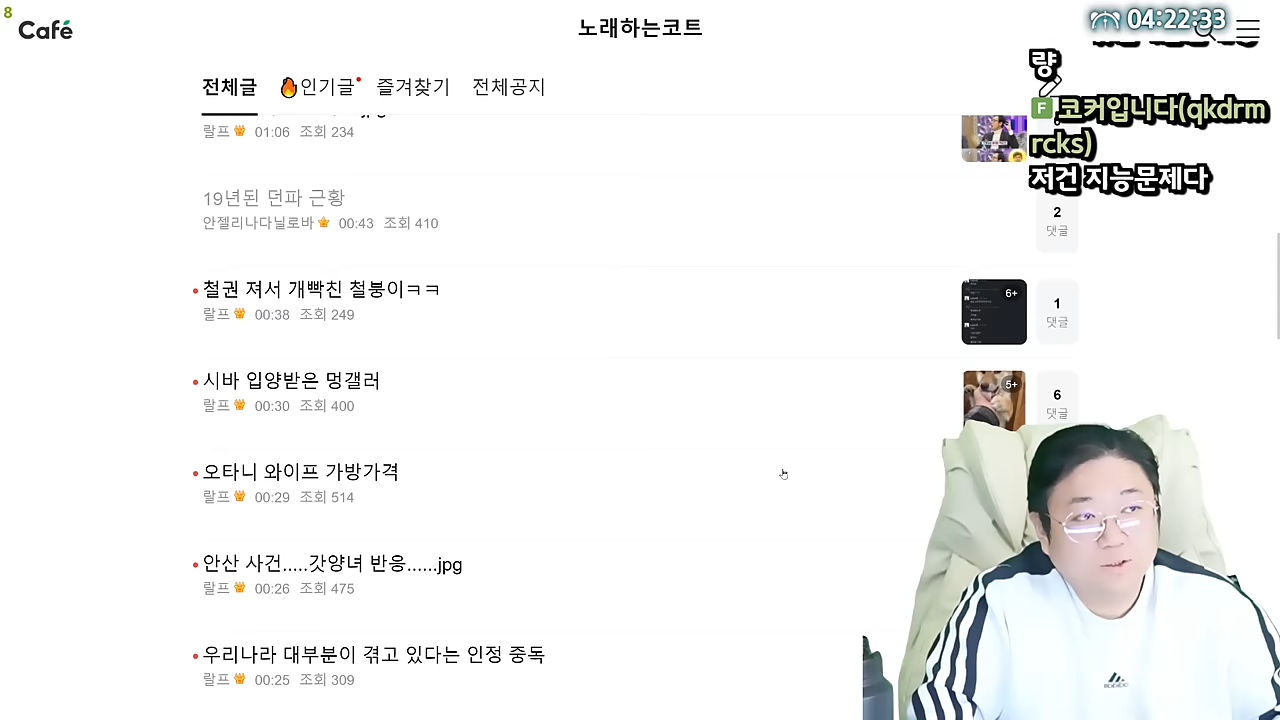 8
Café
노래하는코트
04:22:33
전체글
🔥인기글
즐겨찾기
전체공지
랄프 01:06 조회 234
19년된 던파 근황
안젤리나다닐로바 00:43 조회 410
2
댓글
철권 져서 개빡친 철붕이ㅋㅋ
랄프 00:38 조회 249
6+
1
댓글
시바 입양받은 멍갤러
랄프 00:30 조회 400
5+
6
댓글
오타니 와이프 가방가격
랄프 00:29 조회 514
안산 사건.....갓양녀 반응......jpg
랄프 00:26 조회 475
우리나라 대부분이 겪고 있다는 인정 중독
랄프 00:25 조회 309
량
F 코커입니다(qkdrm
rcks)
저건 지능문제다